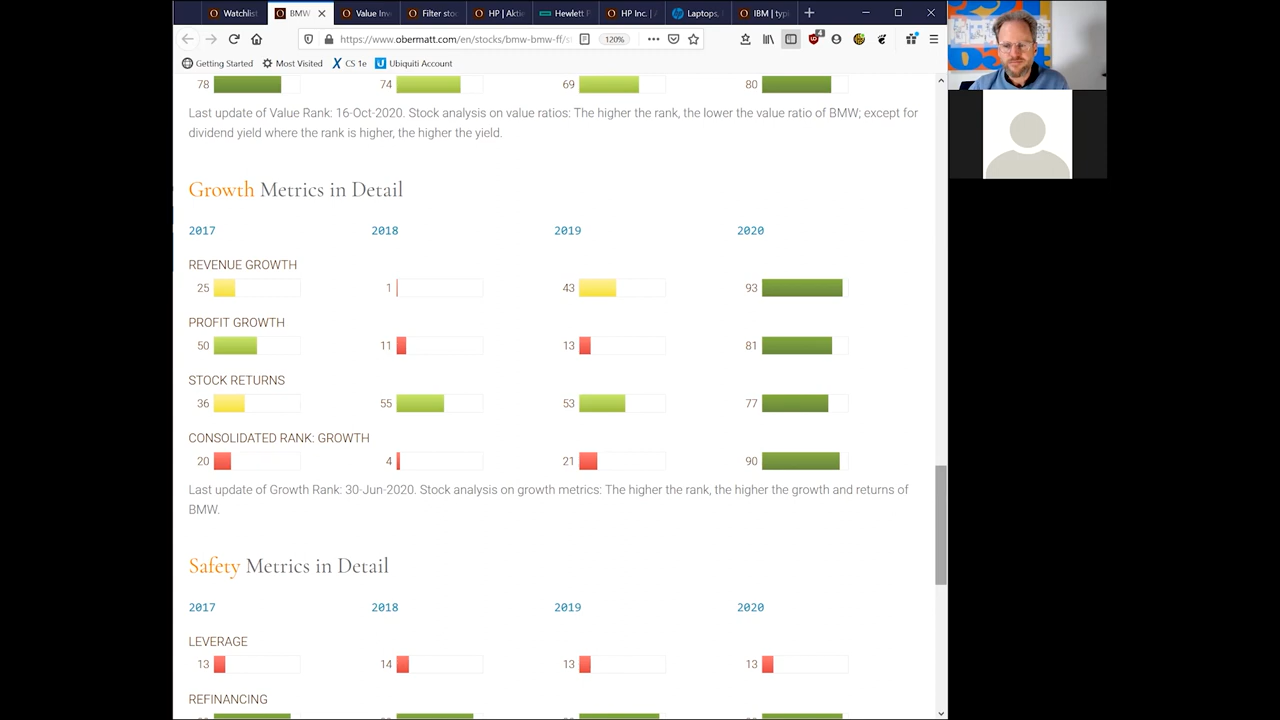 Watchlist
BMW
Value Inv
Filter stoc
HP | Aktie
Hewlett P
HP Inc. | A
Laptops,
IBM | typi
https://www.obermatt.com/en/stocks/bmw-bmw-ff/s
120%
4
Getting Started
Most Visited
CS 1e
Ubiquiti Account
78 74 69 80
Last update of Value Rank: 16-Oct-2020. Stock analysis on value ratios: The higher the rank, the lower the value ratio of BMW; except for
dividend yield where the rank is higher, the higher the yield.
Growth Metrics in Detail
2017 2018 2019 2020
REVENUE GROWTH
25 1 43 93
PROFIT GROWTH
50 11 13 81
STOCK RETURNS
36 55 53 77
CONSOLIDATED RANK: GROWTH
20 4 21 90
Last update of Growth Rank: 30-Jun-2020. Stock analysis on growth metrics: The higher the rank, the higher the growth and returns of
BMW.
Safety Metrics in Detail
2017 2018 2019 2020
LEVERAGE
13 14 13 13
REFINANCING